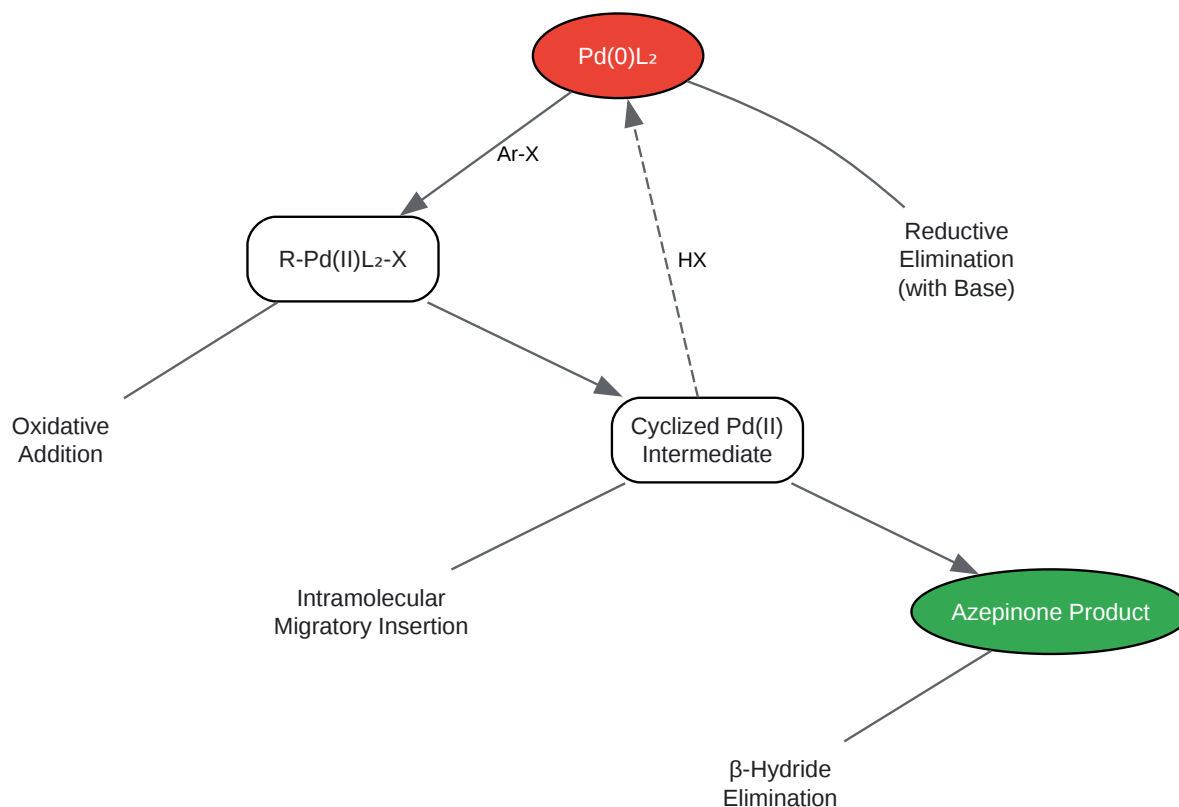 Pd(0)L₂
Ar-X
Reductive
Elimination
(with Base)
R-Pd(II)L₂-X
HX
Oxidative
Addition
Cyclized Pd(II)
Intermediate
Intramolecular
Migratory Insertion
Azepinone Product
β-Hydride
Elimination